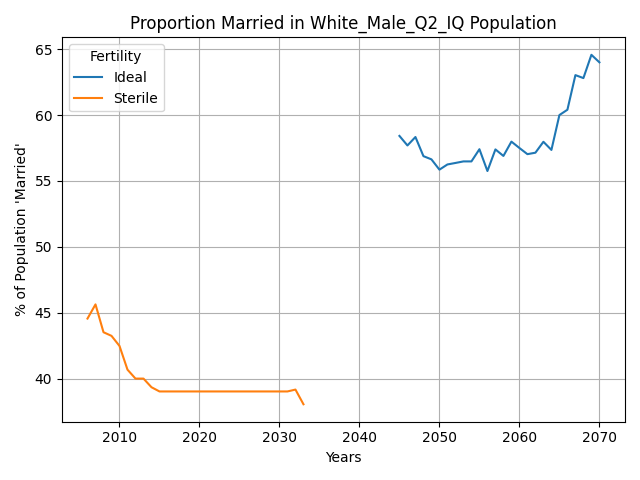 Proportion Married in White_Male_Q2_IQ Population
Fertility
Ideal
Sterile
% of Population 'Married'
65
60
55
50
45
40
2010 2020 2030 2040 2050 2060 2070
Years